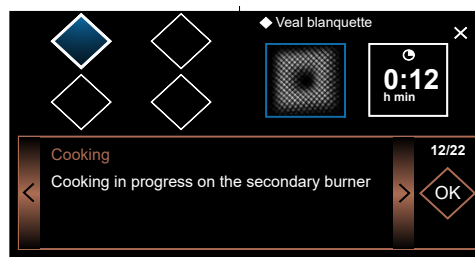 Veal blanquette
0:12
h min
Cooking
12/22
Cooking in progress on the secondary burner
OK